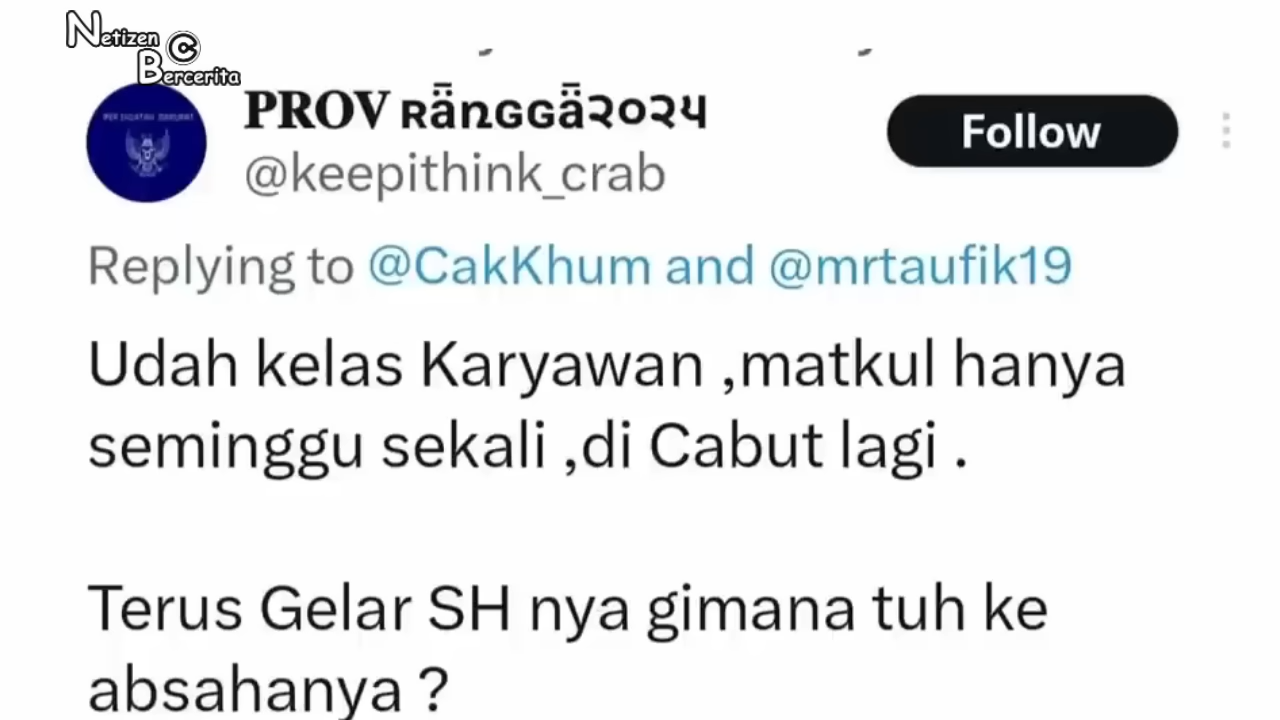 Netizen
Bercerita
©
PROV ʀǟռɢɢǟ२०२५
@keepithink_crab
Follow
Replying to @CakKhum and @mrtaufik19
Udah kelas Karyawan ,matkul hanya
seminggu sekali ,di Cabut lagi .
Terus Gelar SH nya gimana tuh ke
absahanya ?